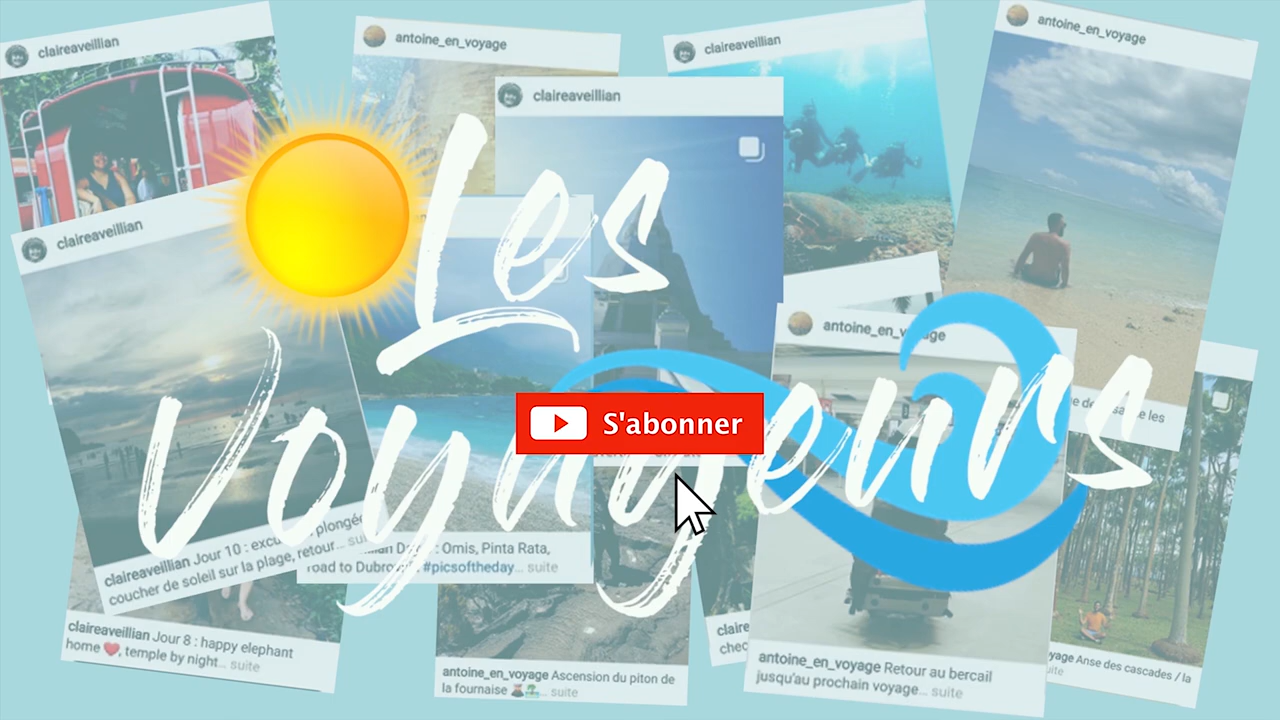 claireaveillian
antoine_en_voyage
claireaveillian
claireaveillian
antoine_en_voyage
claireaveillian
Les
Voyageurs
antoine_en_voyage
S'abonner
claireaveillian Jour 10 :
coucher de soleil sur la plage, retour...
Omis, Pinta Rata,
road to #picsoftheday... suite
claireaveillian Jour 8 : happy elephant
home ❤️, temple by night... suite
antoine_en_voyage Ascension du piton de
la fournaise 🌋🏝... suite
antoine_en_voyage Retour au bercail
jusqu'au prochain voyage... suite
Anse des cascades / la
suite